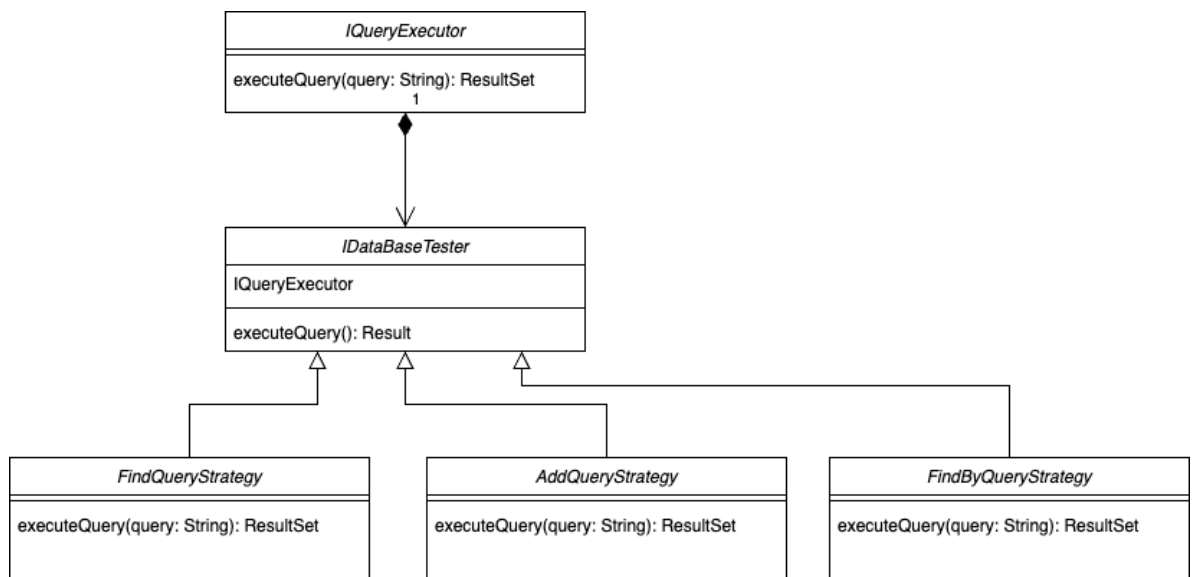 IQueryExecutor
executeQuery(query: String): ResultSet
1
IDataBaseTester
IQueryExecutor
executeQuery(): Result
FindQueryStrategy
executeQuery(query: String): ResultSet
AddQueryStrategy
executeQuery(query: String): ResultSet
FindByQueryStrategy
executeQuery(query: String): ResultSet